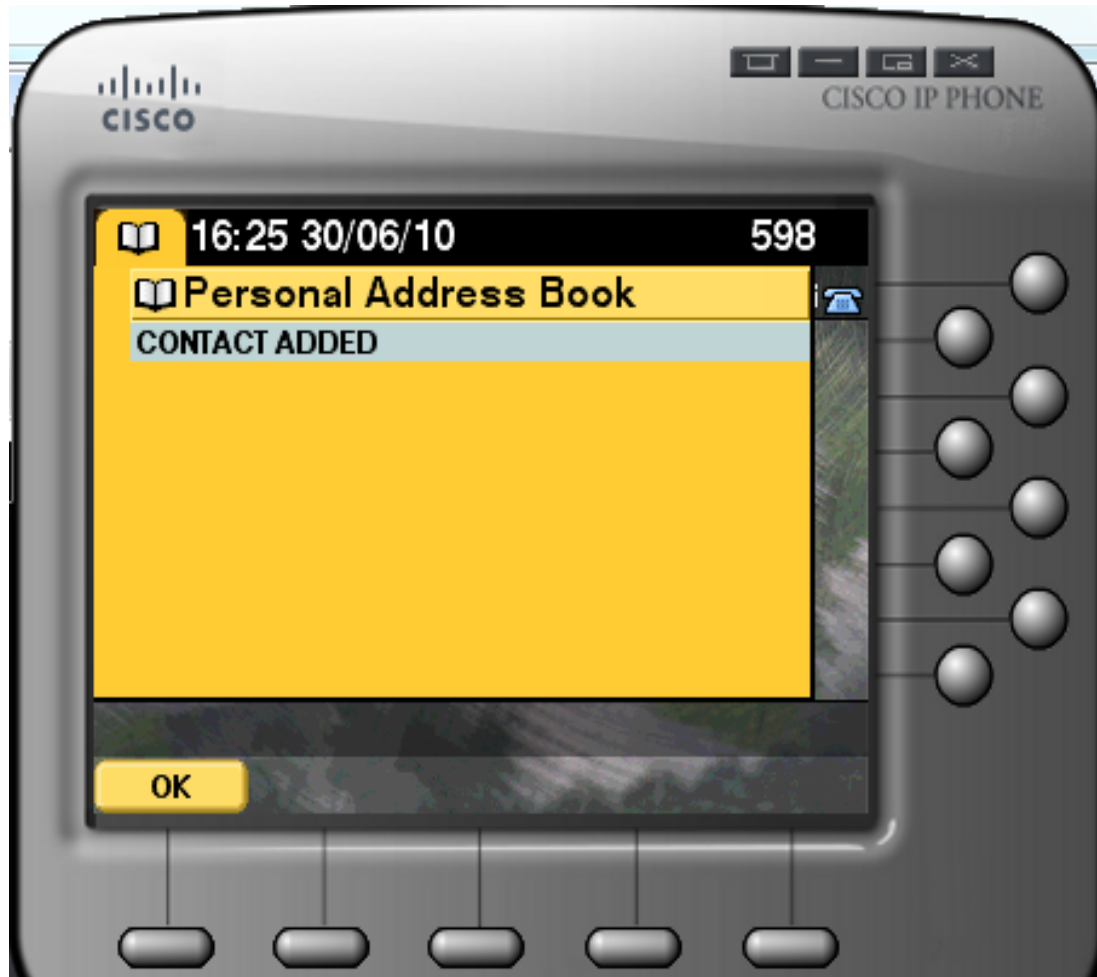 CISCO
CISCO IP PHONE
16:25 30/06/10 598
Personal Address Book
CONTACT ADDED
OK